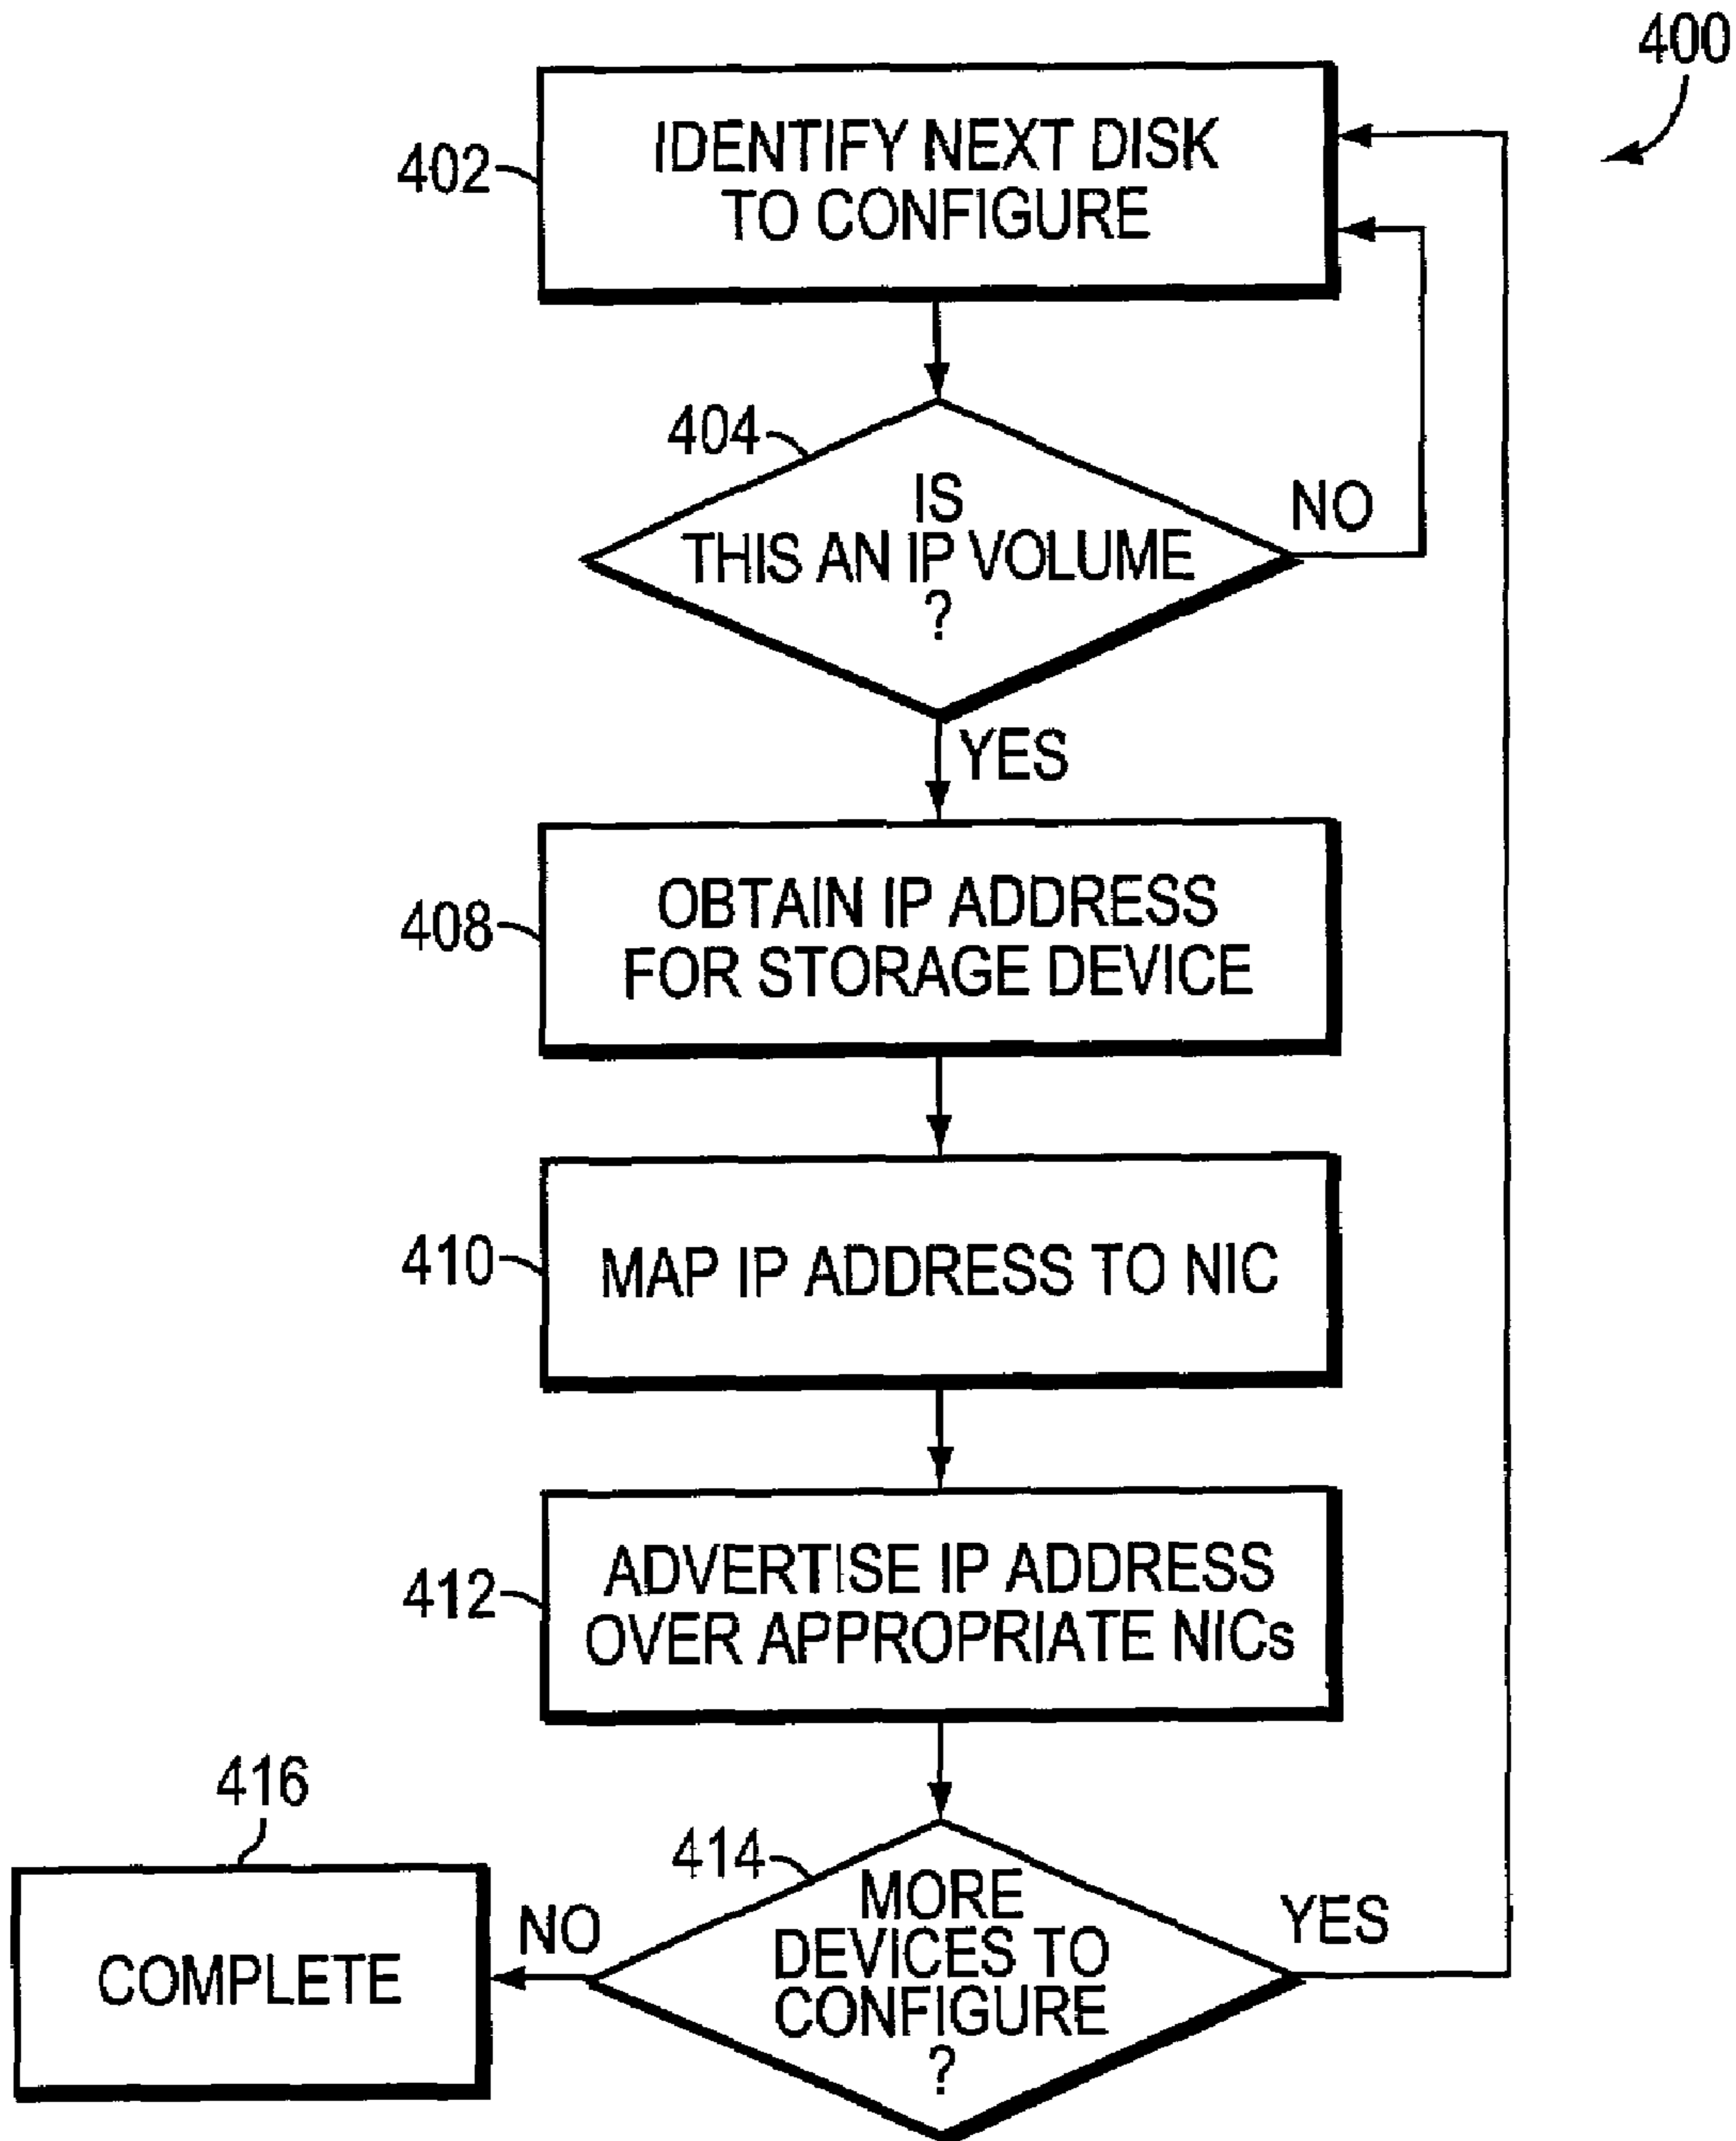 400
402
IDENTIFY NEXT DISK
TO CONFIGURE
404
IS
THIS AN IP VOLUME
?
NO
YES
408
OBTAIN IP ADDRESS
FOR STORAGE DEVICE
410
MAP IP ADDRESS TO NIC
412
ADVERTISE IP ADDRESS
OVER APPROPRIATE NICs
414
MORE
DEVICES TO
CONFIGURE
?
YES
NO
416
COMPLETE